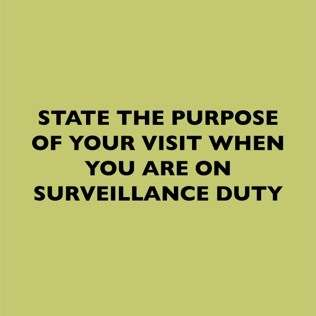 STATE THE PURPOSE
OF YOUR VISIT WHEN
YOU ARE ON
SURVEILLANCE DUTY